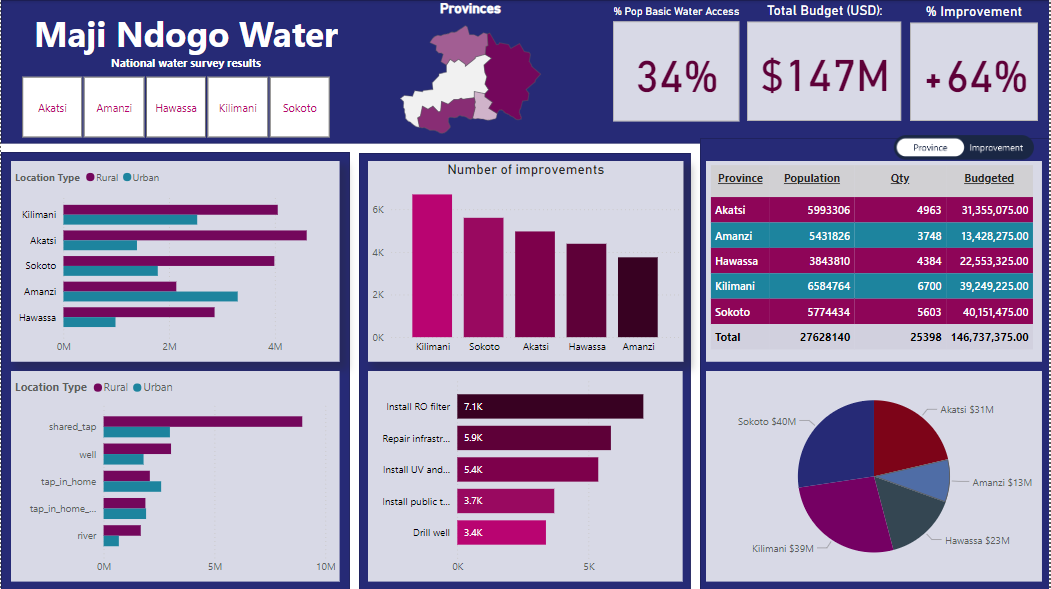 Maji Ndogo Water
National water survey results
Akatsi Amanzi Hawassa Kilimani Sokoto
Provinces
% Pop Basic Water Access
34%
Total Budget (USD):
$147M
% Improvement
+64%
Province Improvement
Location Type Rural Urban
Kilimani
Akatsi
Sokoto
Amanzi
Hawassa
0M 2M 4M
Number of improvements
6K
4K
2K
0K
Kilimani Sokoto Akatsi Hawassa Amanzi
Province Population Qty Budgeted
Akatsi 5993306 4963 31,355,075.00
Amanzi 5431826 3748 13,428,275.00
Hawassa 3843810 4384 22,553,325.00
Kilimani 6584764 6700 39,249,225.00
Sokoto 5774434 5603 40,151,475.00
Total 27628140 25398 146,737,375.00
Location Type Rural Urban
shared_tap
well
tap_in_home
tap_in_home_...
river
0M 5M 10M
Install RO filter 7.1K
Repair infrastr... 5.9K
Install UV and... 5.4K
Install public t... 3.7K
Drill well 3.4K
0K 5K
Sokoto $40M
Akatsi $31M
Amanzi $13M
Hawassa $23M
Kilimani $39M